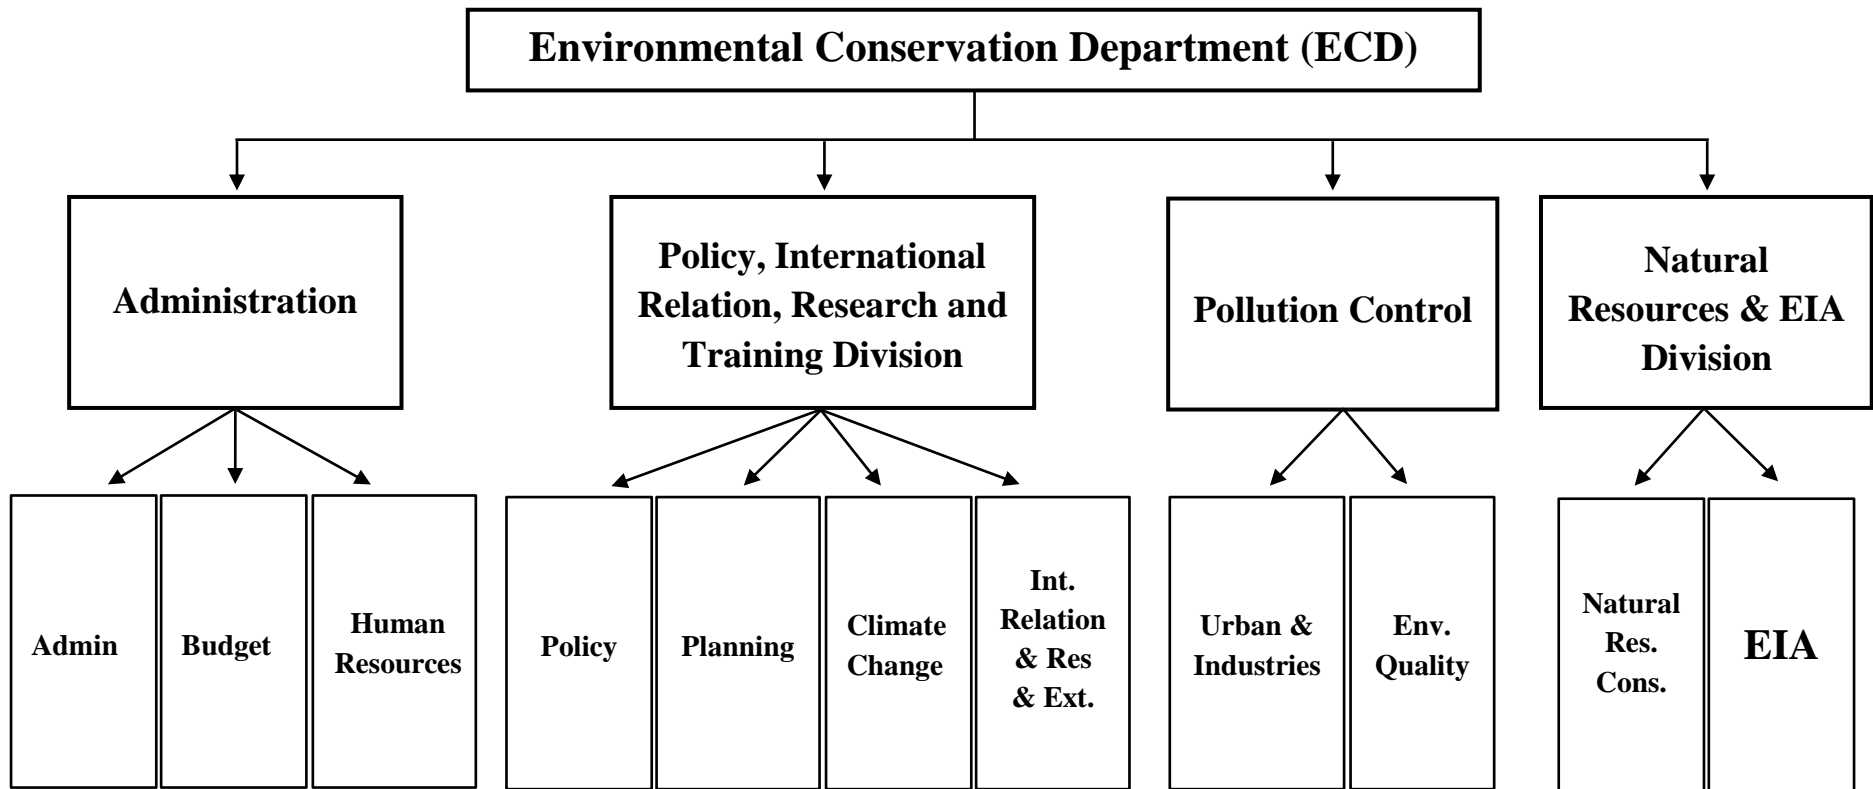 Environmental Conservation Department (ECD)
Administration
Policy, International
Relation, Research and
Training Division
Pollution Control
Natural
Resources & EIA
Division
Admin
Budget
Human
Resources
Policy
Planning
Climate
Change
Int.
Relation
& Res
& Ext.
Urban &
Industries
Env.
Quality
Natural
Res.
Cons.
EIA